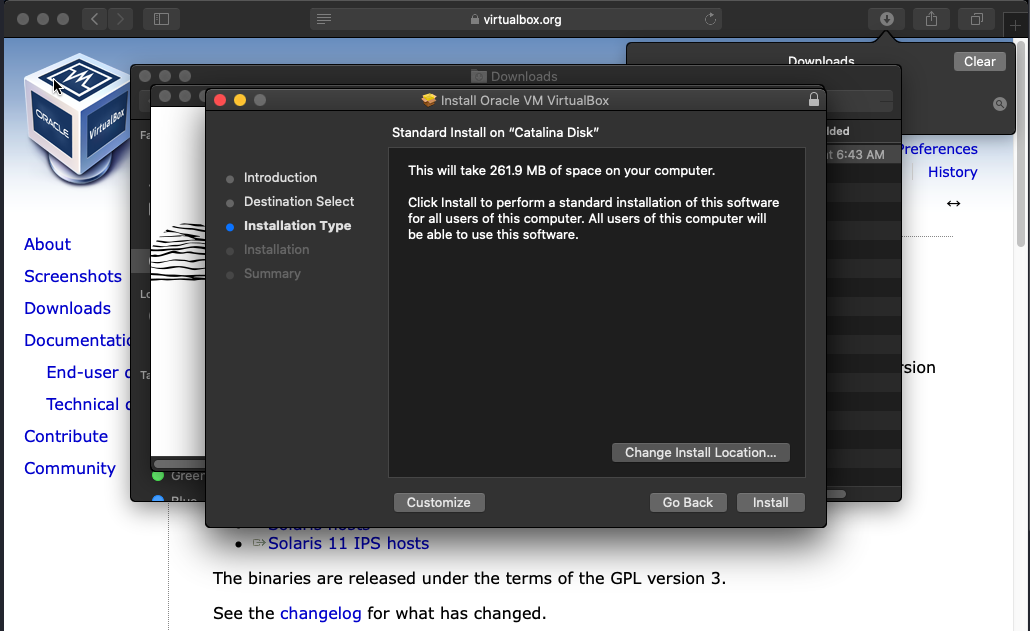 virtualbox.org
Downloads
Clear
Downloads
Install Oracle VM VirtualBox
ORACLE
VirtualBox
Standard Install on “Catalina Disk”
Introduction
Destination Select
Installation Type
Installation
Summary
This will take 261.9 MB of space on your computer.
Click Install to perform a standard installation of this software
for all users of this computer. All users of this computer will
be able to use this software.
Change Install Location...
Customize
Go Back
Install
6:43 AM
Preferences
History
About
Screenshots
Downloads
End-user
Technical
Contribute
Community
Green
Blue
Solaris hosts
Solaris 11 IPS hosts
The binaries are released under the terms of the GPL version 3.
See the changelog for what has changed.